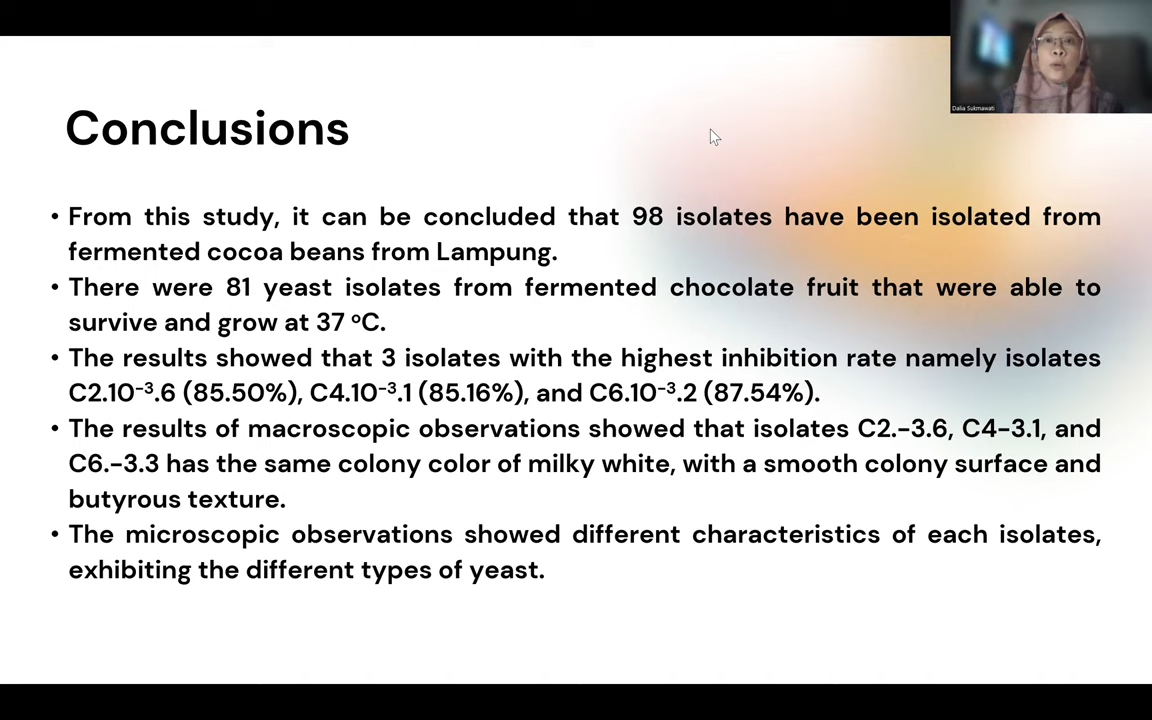 Dalia Sukmawati
Conclusions
• From this study, it can be concluded that 98 isolates have been isolated from
fermented cocoa beans from Lampung.
• There were 81 yeast isolates from fermented chocolate fruit that were able to
survive and grow at 37 ºC.
• The results showed that 3 isolates with the highest inhibition rate namely isolates
C2.10⁻³.6 (85.50%), C4.10⁻³.1 (85.16%), and C6.10⁻³.2 (87.54%).
• The results of macroscopic observations showed that isolates C2.-3.6, C4-3.1, and
C6.-3.3 has the same colony color of milky white, with a smooth colony surface and
butyrous texture.
• The microscopic observations showed different characteristics of each isolates,
exhibiting the different types of yeast.